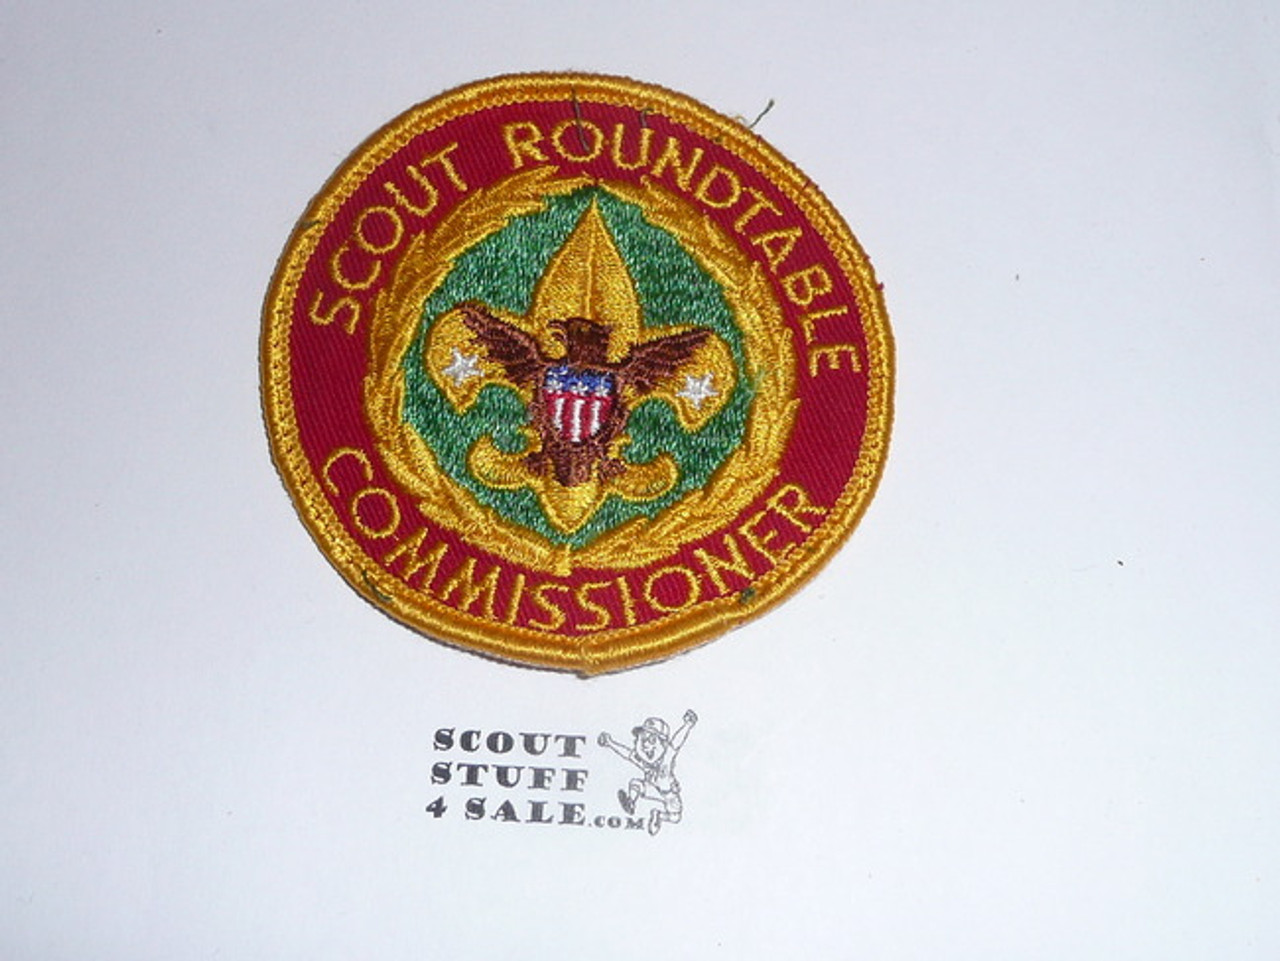 SCOUT ROUNDTABLE
COMMISSIONER
SCOUT
STUFF
4 SALE.COM